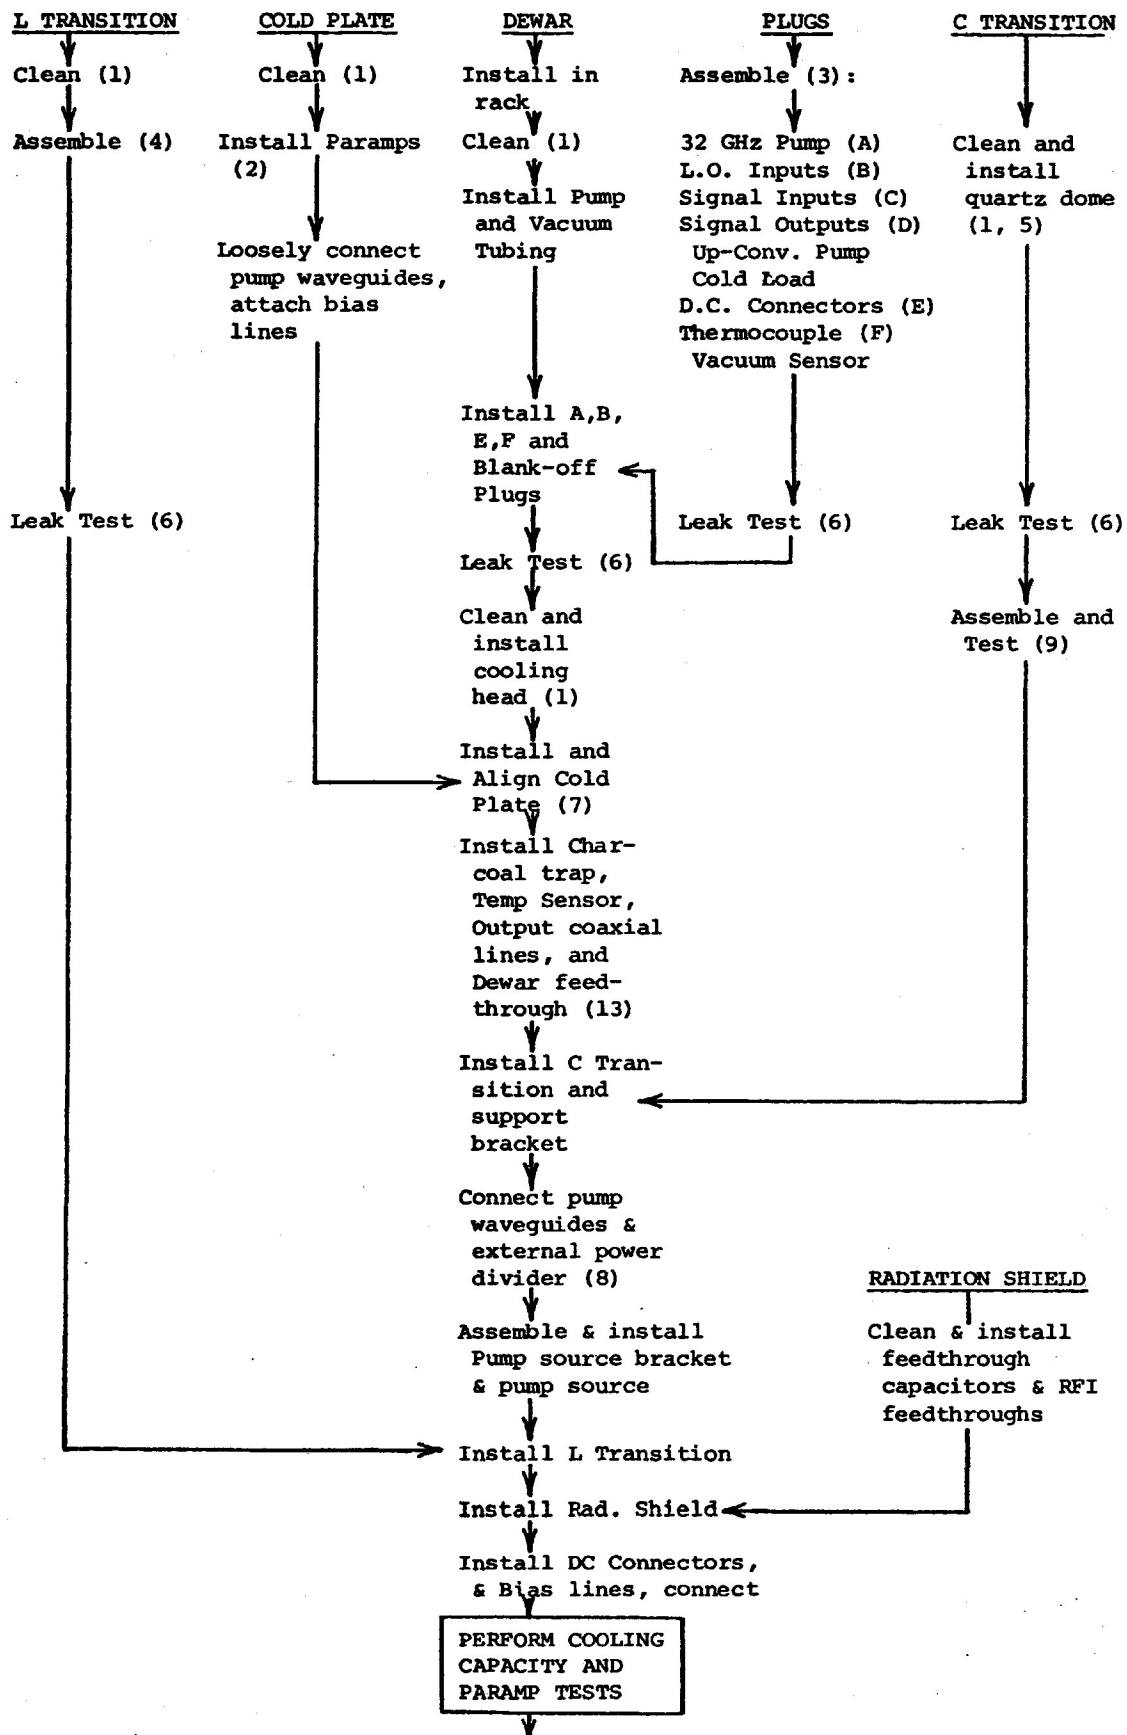 L TRANSITION
Clean (1)
Assemble (4)
Leak Test (6)
COLD PLATE
Clean (1)
Install Paramps
(2)
Loosely connect
pump waveguides,
attach bias
lines
DEWAR
Install in
rack
Clean (1)
Install Pump
and Vacuum
Tubing
Install A,B,
E,F and
Blank-off
Plugs
Leak Test (6)
Clean and
install
cooling
head (1)
Install and
Align Cold
Plate (7)
Install Char-
coal trap,
Temp Sensor,
Output coaxial
lines, and
Dewar feed-
through (13)
Install C Tran-
sition and
support
bracket
Connect pump
waveguides &
external power
divider (8)
Assemble & install
Pump source bracket
& pump source
Install L Transition
Install Rad. Shield
Install DC Connectors,
& Bias lines, connect
PERFORM COOLING
CAPACITY AND
PARAMP TESTS
PLUGS
Assemble (3):
32 GHz Pump (A)
L.O. Inputs (B)
Signal Inputs (C)
Signal Outputs (D)
Up-Conv. Pump
Cold Load
D.C. Connectors (E)
Thermocouple (F)
Vacuum Sensor
Leak Test (6)
C TRANSITION
Clean and
install
quartz dome
(1, 5)
Leak Test (6)
Assemble and
Test (9)
RADIATION SHIELD
Clean & install
feedthrough
capacitors & RFI
feedthroughs